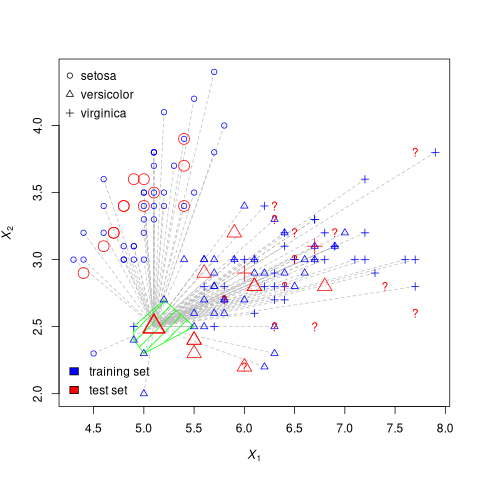 setosa
versicolor
virginica
X2
4.0
3.5
3.0
2.5
2.0
? ? ? ? ? ? ? ? ? ? ? ? ? ? ?
training set
test set
4.5 5.0 5.5 6.0 6.5 7.0 7.5 8.0
X1